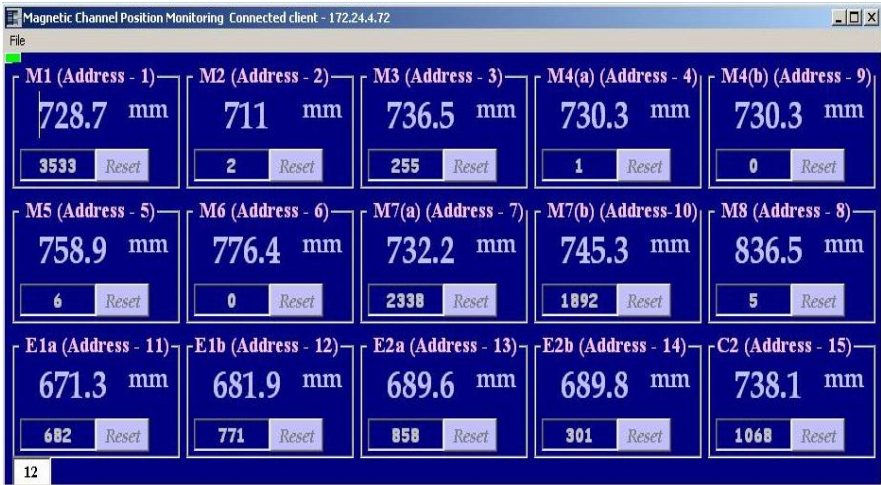 Magnetic Channel Position Monitoring Connected client - 172.24.4.72
File
M1 (Address - 1) M2 (Address - 2) M3 (Address - 3) M4(a) (Address - 4) M4(b) (Address - 9)
728.7 mm 711 mm 736.5 mm 730.3 mm 730.3 mm
3533 Reset 2 Reset 255 Reset 1 Reset 0 Reset
M5 (Address - 5) M6 (Address - 6) M7(a) (Address - 7) M7(b) (Address-10) M8 (Address - 8)
758.9 mm 776.4 mm 732.2 mm 745.3 mm 836.5 mm
6 Reset 0 Reset 2338 Reset 1892 Reset 5 Reset
E1a (Address - 11) E1b (Address - 12) E2a (Address - 13) E2b (Address - 14) C2 (Address - 15)
671.3 mm 681.9 mm 689.6 mm 689.8 mm 738.1 mm
682 Reset 771 Reset 858 Reset 301 Reset 1068 Reset
12